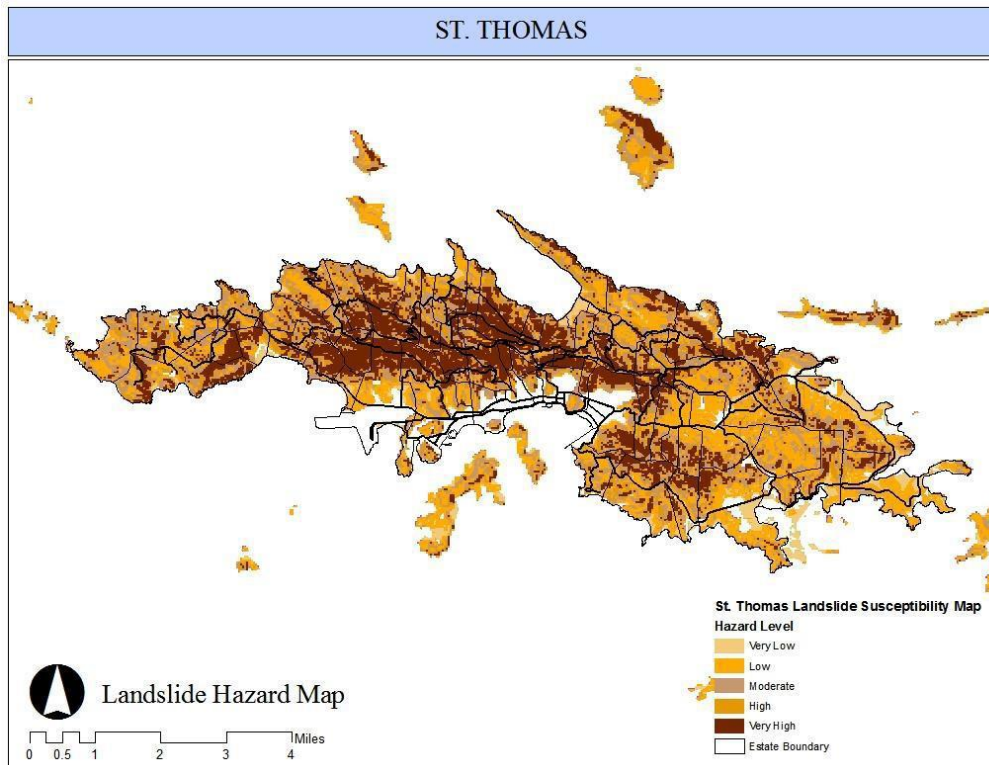 ST. THOMAS
St. Thomas Landslide Susceptibility Map
Hazard Level
Very Low
Low
Moderate
High
Very High
Estate Boundary
Landslide Hazard Map
Miles
0 0.5 1 2 3 4